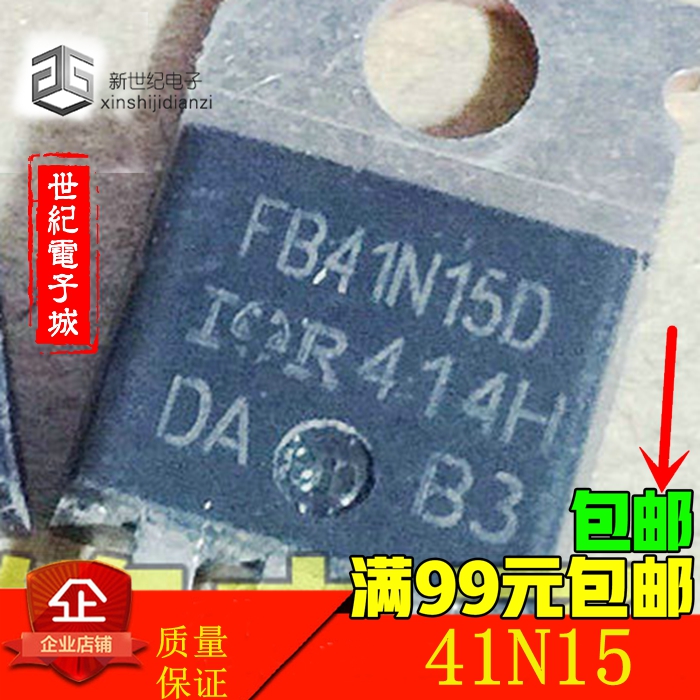 新世纪电子
xinshijidianzi
世紀電子城
FB41N15D
IOR 414H
DA B3
包邮
满99元包邮
企
企业店铺
质量
保证
41N15